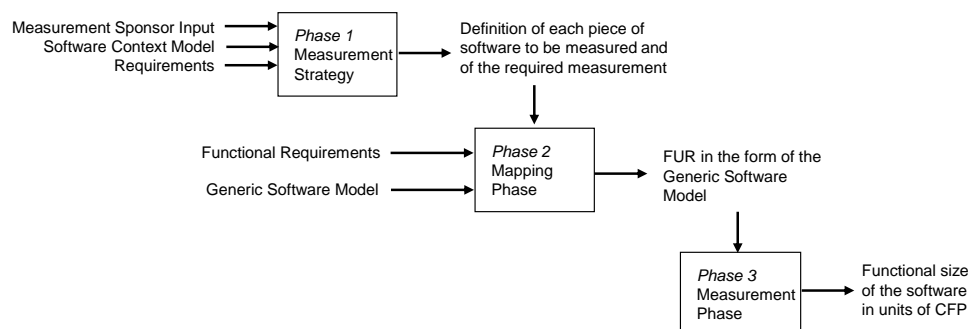 Measurement Sponsor Input
Software Context Model
Requirements
Phase 1
Measurement
Strategy
Definition of each piece of
software to be measured and
of the required measurement
Functional Requirements
Generic Software Model
Phase 2
Mapping
Phase
FUR in the form of the
Generic Software
Model
Phase 3
Measurement
Phase
Functional size
of the software
in units of CFP